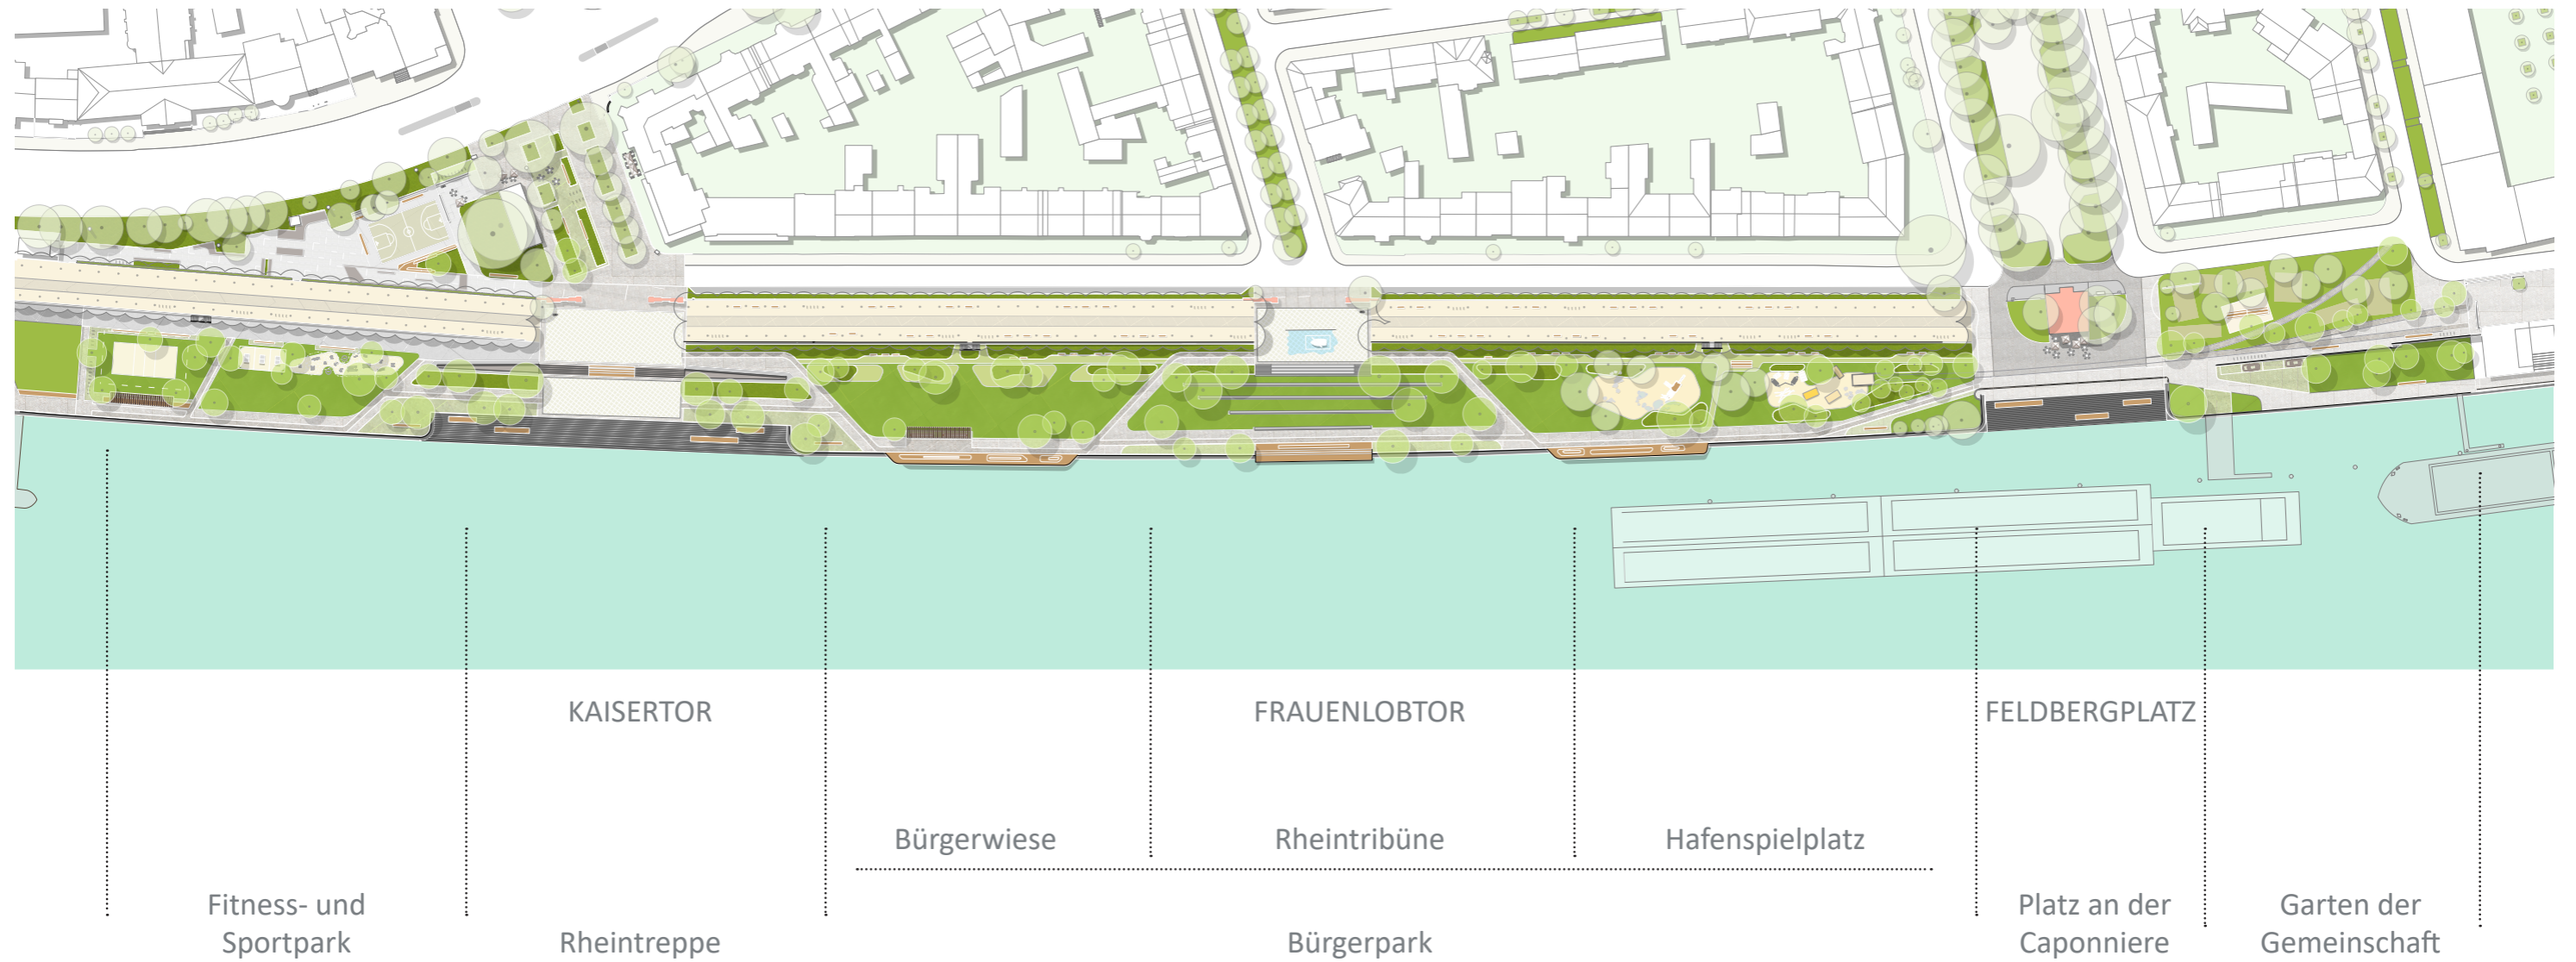 KAISERTOR
FRAUENLOBTOR
FELDBERGPLATZ
Bürgerwiese
Rheintribüne
Hafenspielplatz
Fitness- und
Sportpark
Rheintreppe
Bürgerpark
Platz an der
Caponniere
Garten der
Gemeinschaft